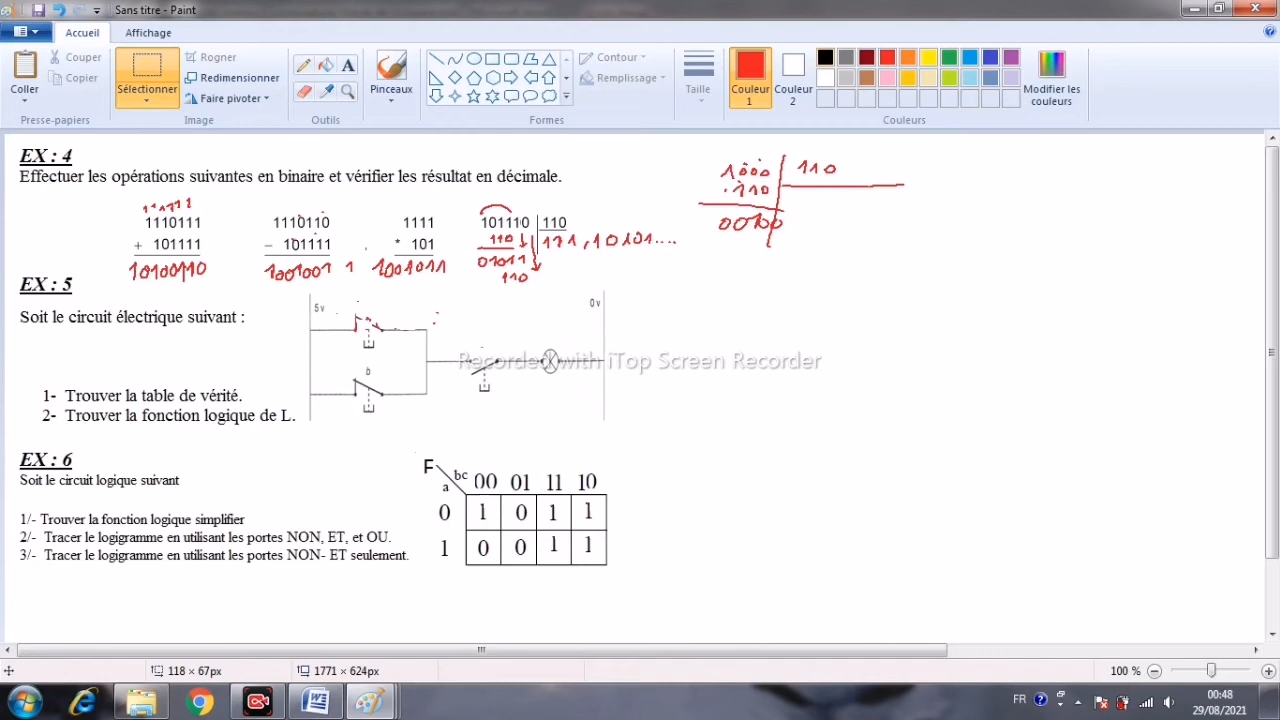 Sans titre - Paint
Accueil Affichage
Coller
Couper
Copier
Presse-papiers
Sélectionner
Rogner
Redimensionner
Faire pivoter
Image
A
Outils
Pinceaux
Contour
Remplissage
Formes
Taille
Couleur 1
Couleur 2
Modifier les couleurs
Couleurs
EX : 4
Effectuer les opérations suivantes en binaire et vérifier les résultat en décimale.
1110111
+ 101111
10100110
1110110
- 101111
1001001 1
1111
* 101
1001011
101110 110
110 111,10101....
01011
110
1000 110
110
00100
EX : 5
Soit le circuit électrique suivant :
5v
0v
b
Recorded with iTop Screen Recorder
1- Trouver la table de vérité.
2- Trouver la fonction logique de L.
EX : 6
Soit le circuit logique suivant
1/- Trouver la fonction logique simplifier
2/- Tracer le logigramme en utilisant les portes NON, ET, et OU.
3/- Tracer le logigramme en utilisant les portes NON- ET seulement.
F
a bc 00 01 11 10
0 1 0 1 1
1 0 0 1 1
118 × 67px
1771 × 624px
100 %
FR
00:48
29/08/2021